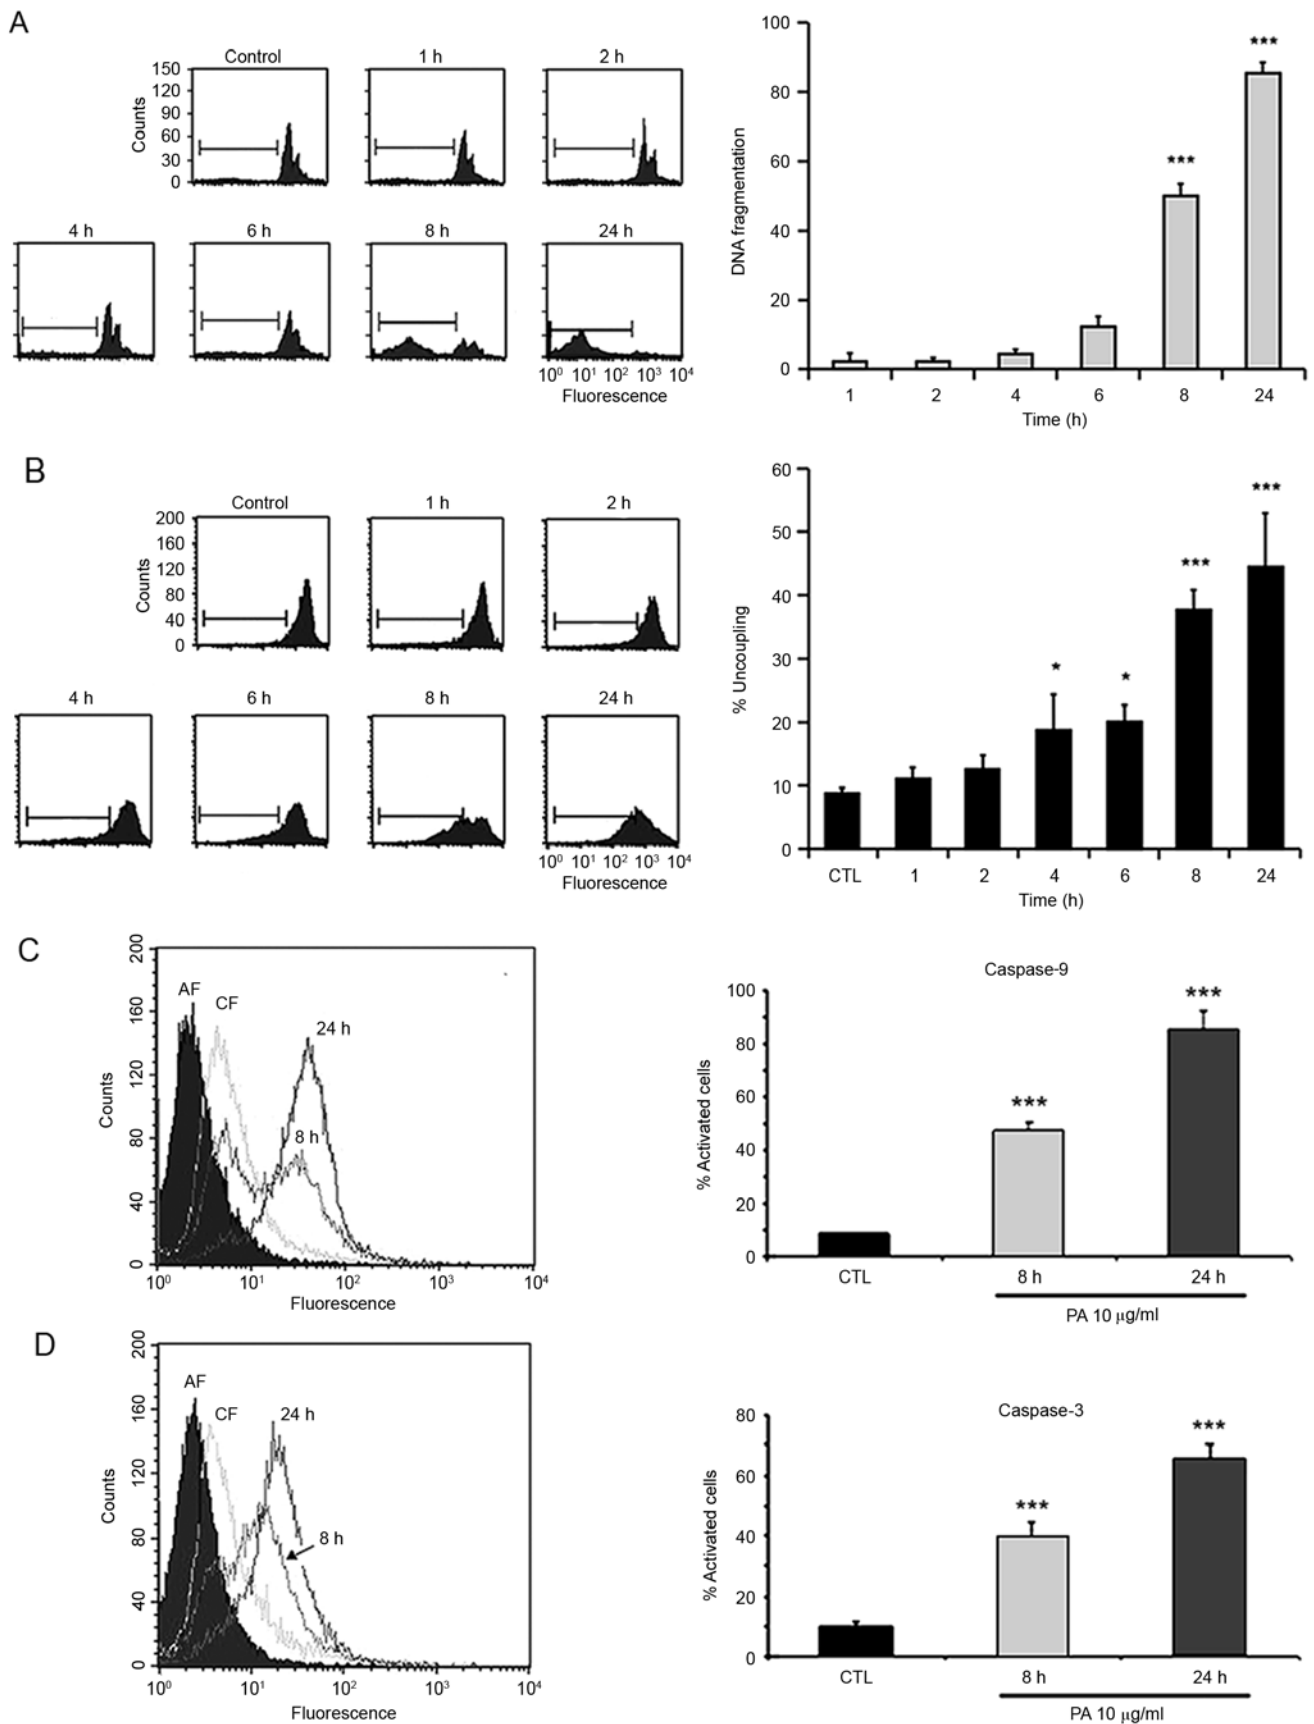 A
Control
1 h
2 h
150
120
90
60
30
0
Counts
4 h
6 h
8 h
24 h
10⁰ 10¹ 10² 10³ 10⁴
Fluorescence
100
80
60
40
20
0
DNA fragmentation
***
***
1 2 4 6 8 24
Time (h)
B
Control
1 h
2 h
200
160
120
80
40
0
Counts
4 h
6 h
8 h
24 h
10⁰ 10¹ 10² 10³ 10⁴
Fluorescence
60
50
40
30
20
10
0
% Uncoupling
*
*
***
***
CTL 1 2 4 6 8 24
Time (h)
C
200
160
120
80
40
0
Counts
AF
CF
24 h
8 h
10⁰ 10¹ 10² 10³ 10⁴
Fluorescence
Caspase-9
100
80
60
40
20
0
% Activated cells
***
***
CTL 8 h 24 h
PA 10 µg/ml
D
200
160
120
80
40
0
Counts
AF
CF
24 h
8 h
10⁰ 10¹ 10² 10³ 10⁴
Fluorescence
Caspase-3
80
60
40
20
0
% Activated cells
***
***
CTL 8 h 24 h
PA 10 µg/ml